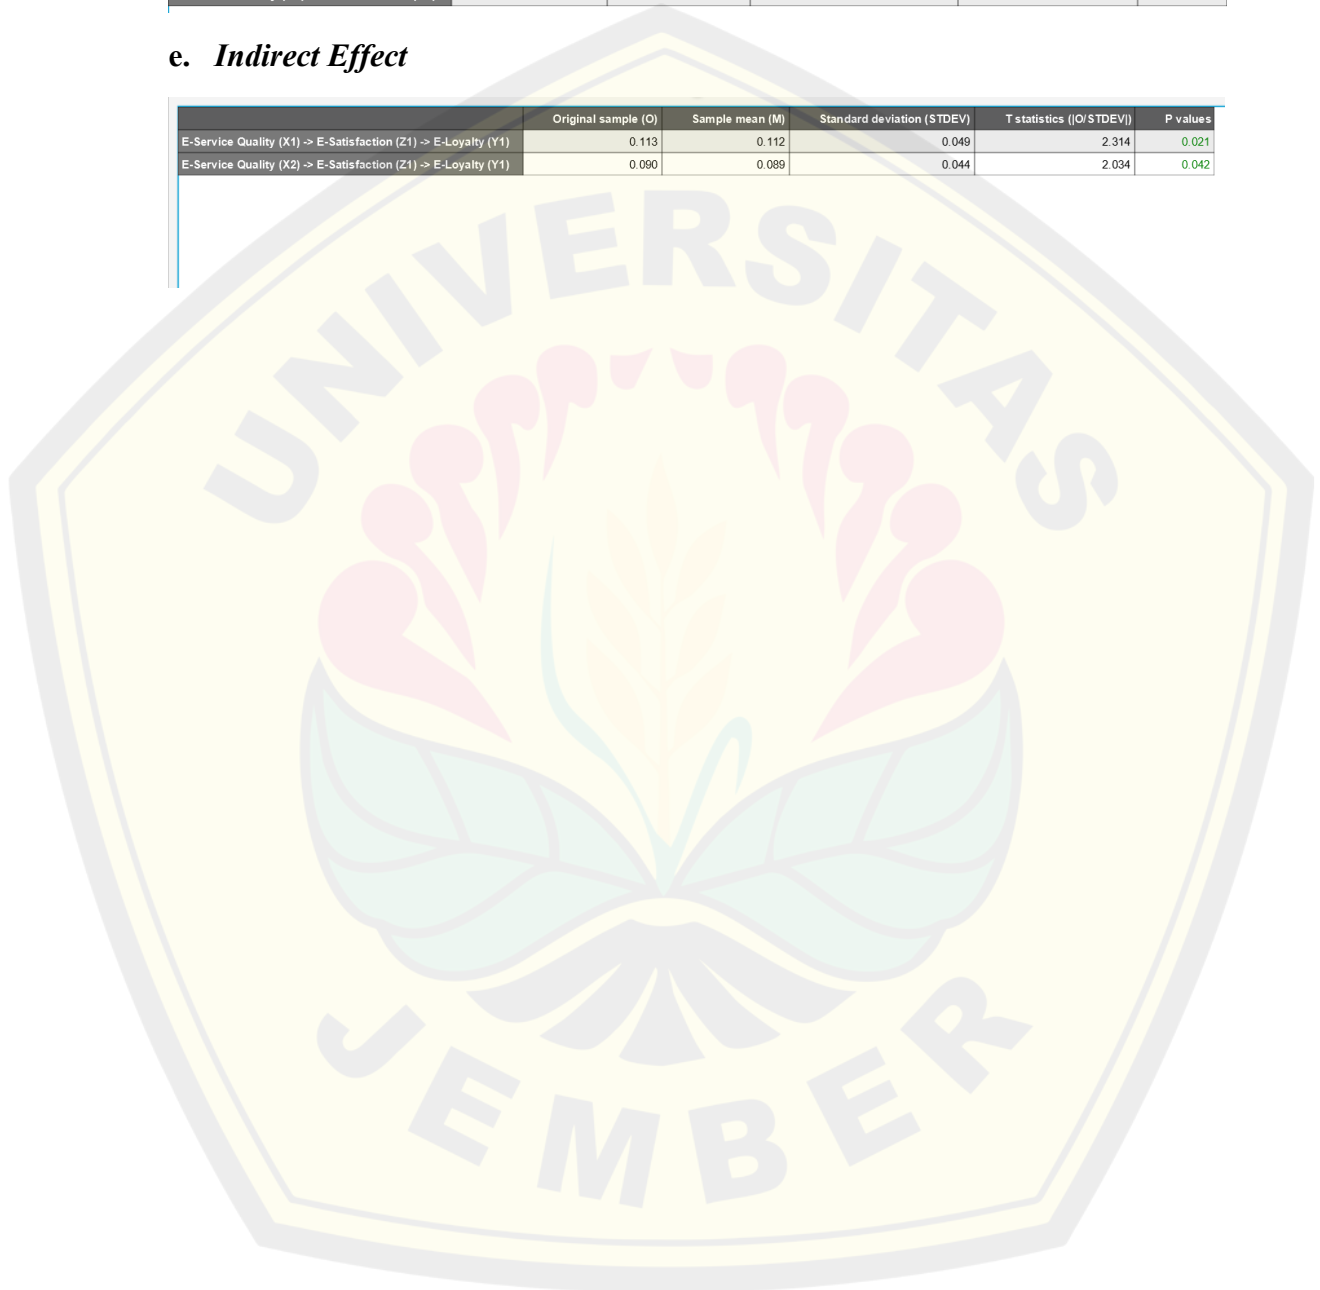 e. Indirect Effect
Original sample (O) Sample mean (M) Standard deviation (STDEV) T statistics (|O/STDEV|) P values
E-Service Quality (X1) -> E-Satisfaction (Z1) -> E-Loyalty (Y1) 0.113 0.112 0.049 2.314 0.021
E-Service Quality (X2) -> E-Satisfaction (Z1) -> E-Loyalty (Y1) 0.090 0.089 0.044 2.034 0.042
UNIVERSITAS
JEMBER